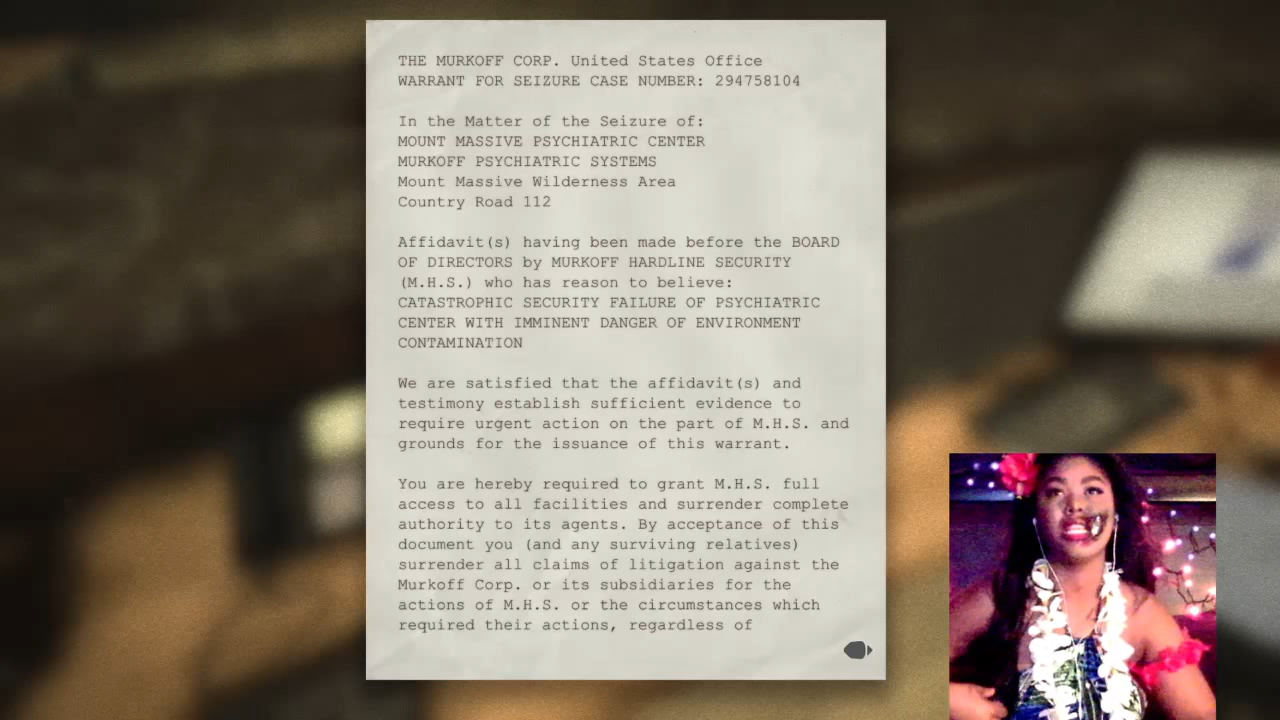 THE MURKOFF CORP. United States Office
WARRANT FOR SEIZURE CASE NUMBER: 294758104
In the Matter of the Seizure of:
MOUNT MASSIVE PSYCHIATRIC CENTER
MURKOFF PSYCHIATRIC SYSTEMS
Mount Massive Wilderness Area
Country Road 112
Affidavit(s) having been made before the BOARD
OF DIRECTORS by MURKOFF HARDLINE SECURITY
(M.H.S.) who has reason to believe:
CATASTROPHIC SECURITY FAILURE OF PSYCHIATRIC
CENTER WITH IMMINENT DANGER OF ENVIRONMENT
CONTAMINATION
We are satisfied that the affidavit(s) and
testimony establish sufficient evidence to
require urgent action on the part of M.H.S. and
grounds for the issuance of this warrant.
You are hereby required to grant M.H.S. full
access to all facilities and surrender complete
authority to its agents. By acceptance of this
document you (and any surviving relatives)
surrender all claims of litigation against the
Murkoff Corp. or its subsidiaries for the
actions of M.H.S. or the circumstances which
required their actions, regardless of